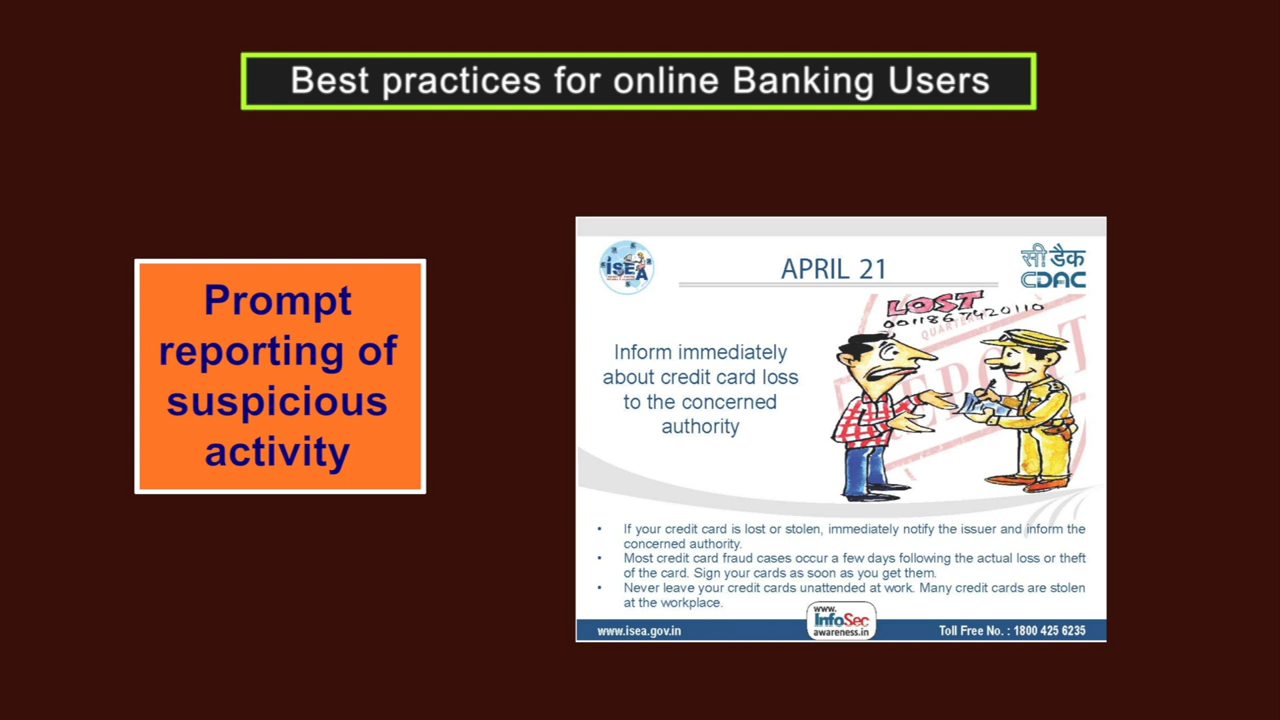 Best practices for online Banking Users
Prompt
reporting of
suspicious
activity
ISEA
APRIL 21
सी डैक
CDAC
LOST
001186 7420110
QUARTERLY
REPORT
Inform immediately
about credit card loss
to the concerned
authority
• If your credit card is lost or stolen, immediately notify the issuer and inform the
concerned authority.
• Most credit card fraud cases occur a few days following the actual loss or theft
of the card. Sign your cards as soon as you get them.
• Never leave your credit cards unattended at work. Many credit cards are stolen
at the workplace.
www.isea.gov.in
www.
InfoSec
awareness.in
Toll Free No. : 1800 425 6235